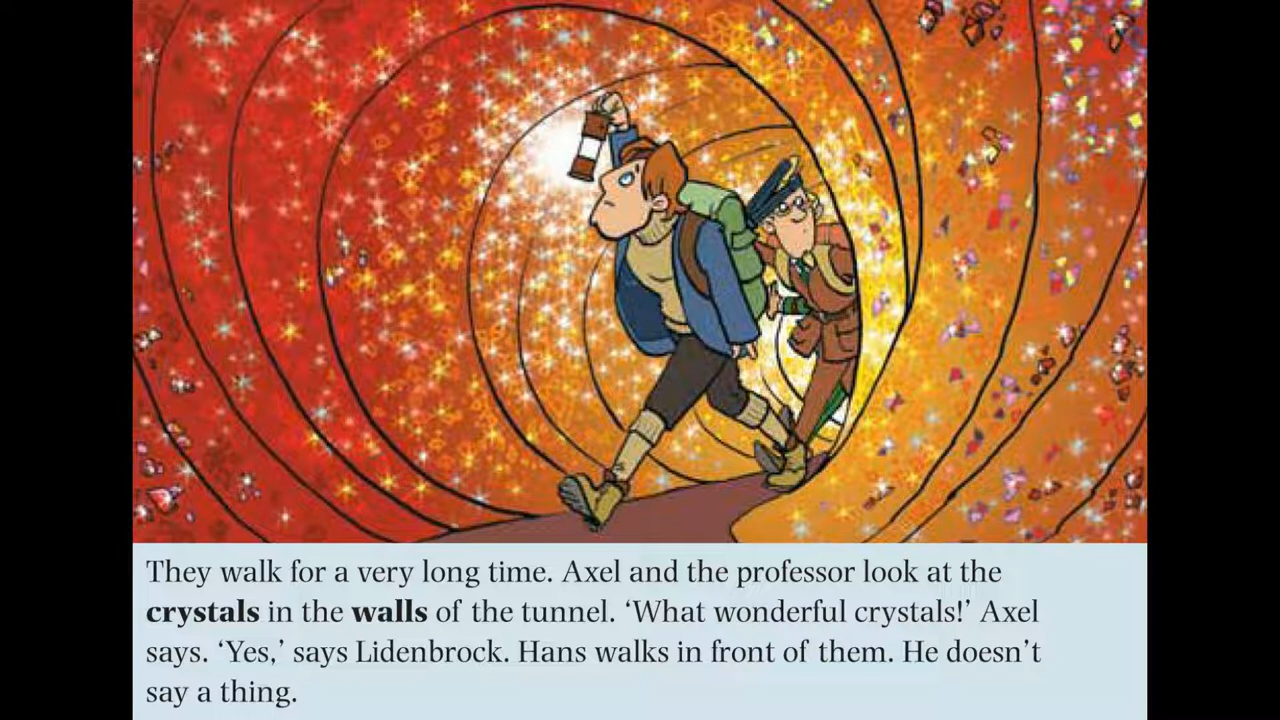 They walk for a very long time. Axel and the professor look at the
crystals in the walls of the tunnel. ‘What wonderful crystals!’ Axel
says. ‘Yes,’ says Lidenbrock. Hans walks in front of them. He doesn’t
say a thing.